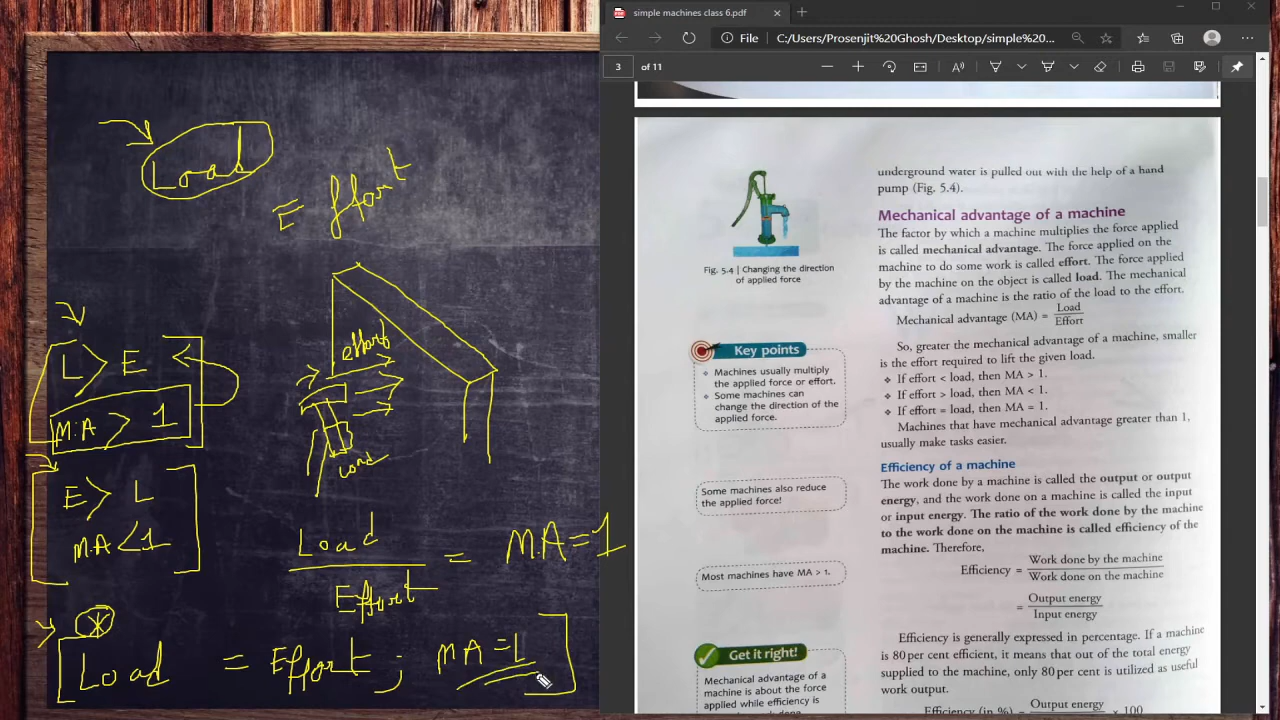 Load
= Effort
L > E
M.A > 1
E > L
M.A < 1
effort
Load
Load
Effort
= M.A = 1
*
Load = Effort ; MA = 1
simple machines class 6.pdf
File
C:/Users/Prosenjit%20Ghosh/Desktop/simple%20...
3 of 11
underground water is pulled out with the help of a hand
pump (Fig. 5.4).
Fig. 5.4 | Changing the direction
of applied force
Mechanical advantage of a machine
The factor by which a machine multiplies the force applied
is called mechanical advantage. The force applied on the
machine to do some work is called effort. The force applied
by the machine on the object is called load. The mechanical
advantage of a machine is the ratio of the load to the effort.
Mechanical advantage (MA) = Load
Effort
So, greater the mechanical advantage of a machine, smaller
is the effort required to lift the given load.
❖ If effort < load, then MA > 1.
❖ If effort > load, then MA < 1.
❖ If effort = load, then MA = 1.
Machines that have mechanical advantage greater than 1,
usually make tasks easier.
Key points
❖ Machines usually multiply
the applied force or effort.
❖ Some machines can
change the direction of the
applied force.
Some machines also reduce
the applied force!
Most machines have MA > 1.
Efficiency of a machine
The work done by a machine is called the output or output
energy, and the work done on a machine is called the input
or input energy. The ratio of the work done by the machine
to the work done on the machine is called efficiency of the
machine. Therefore,
Efficiency = Work done by the machine
Work done on the machine
= Output energy
Input energy
Efficiency is generally expressed in percentage. If a machine
is 80 per cent efficient, it means that out of the total energy
supplied to the machine, only 80 per cent is utilized as useful
work output.
Efficiency (in %) = Output energy × 100
Get it right!
Mechanical advantage of a
machine is about the force
applied while efficiency is